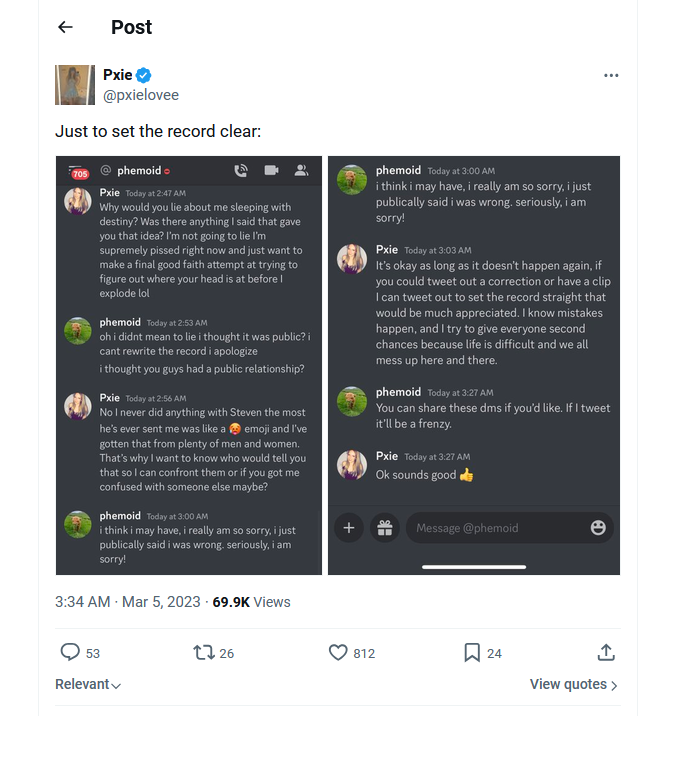 Post
Pxie
@pxielovee
Just to set the record clear:
705
@ phemoid
Pxie Today at 2:47 AM
Why would you lie about me sleeping with
destiny? Was there anything I said that gave
you that idea? I'm not going to lie I'm
supremely pissed right now and just want to
make a final good faith attempt at trying to
figure out where your head is at before I
explode lol
phemoid Today at 2:53 AM
oh i didnt mean to lie i thought it was public? i
cant rewrite the record i apologize
i thought you guys had a public relationship?
Pxie Today at 2:56 AM
No I never did anything with Steven the most
he's ever sent me was like a 🥵 emoji and I've
gotten that from plenty of men and women.
That's why I want to know who would tell you
that so I can confront them or if you got me
confused with someone else maybe?
phemoid Today at 3:00 AM
i think i may have, i really am so sorry, i just
publically said i was wrong. seriously, i am
sorry!
phemoid Today at 3:00 AM
i think i may have, i really am so sorry, i just
publically said i was wrong. seriously, i am
sorry!
Pxie Today at 3:03 AM
It's okay as long as it doesn't happen again, if
you could tweet out a correction or have a clip
I can tweet out to set the record straight that
would be much appreciated. I know mistakes
happen, and I try to give everyone second
chances because life is difficult and we all
mess up here and there.
phemoid Today at 3:27 AM
You can share these dms if you'd like. If I tweet
it'll be a frenzy.
Pxie Today at 3:27 AM
Ok sounds good 👍
Message @phemoid
3:34 AM · Mar 5, 2023 · 69.9K Views
53
26
812
24
Relevant
View quotes